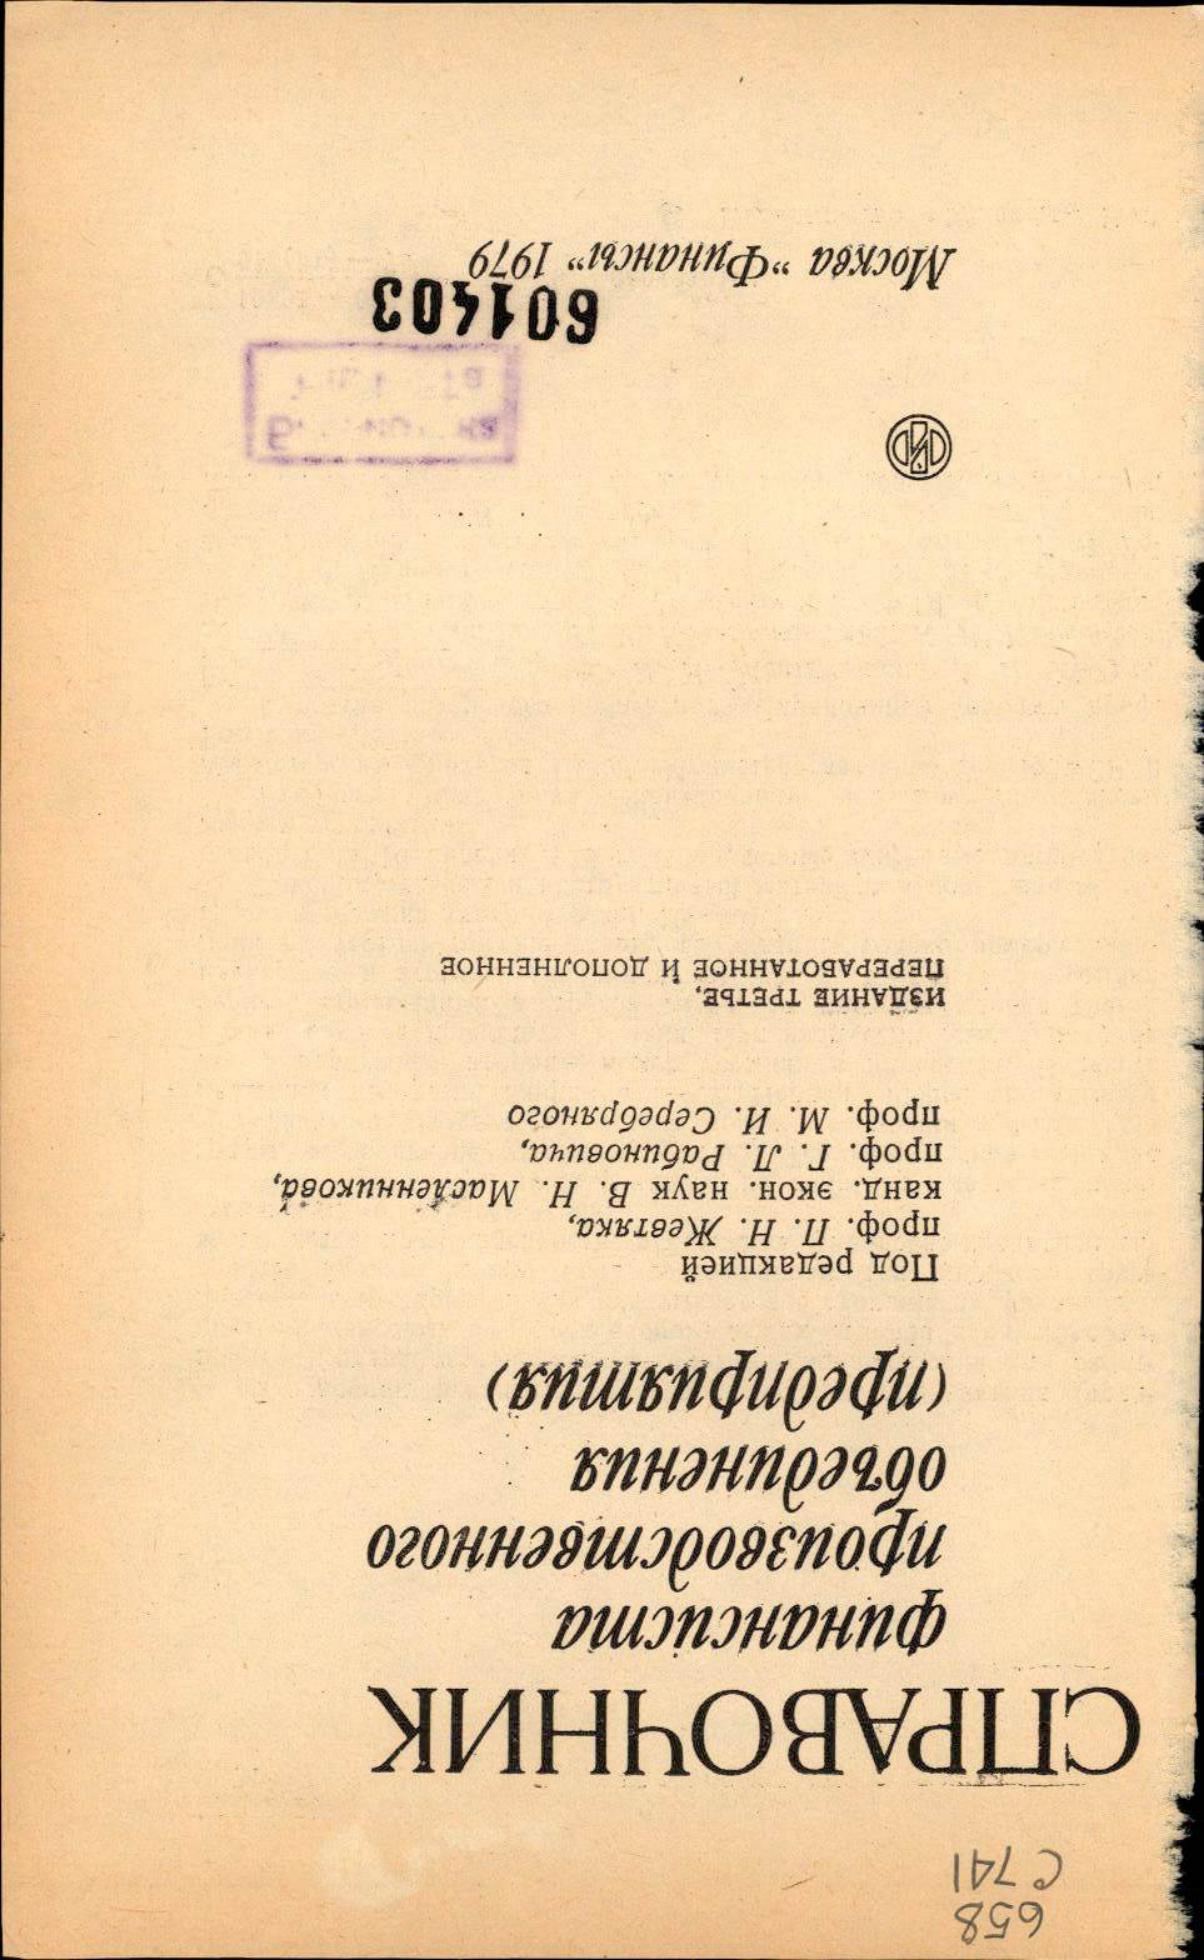 658
С 741
СПРАВОЧНИК
финансиста
производственного
объединения
(предприятия)
Под редакцией
проф. П. Н. Жевтяка,
канд. экон. наук В. Н. Масленникова,
проф. Г. Л. Рабиновича,
проф. М. И. Серебряного
ИЗДАНИЕ ТРЕТЬЕ,
ПЕРЕРАБОТАННОЕ И ДОПОЛНЕННОЕ
601403
Москва „Финансы“ 1979